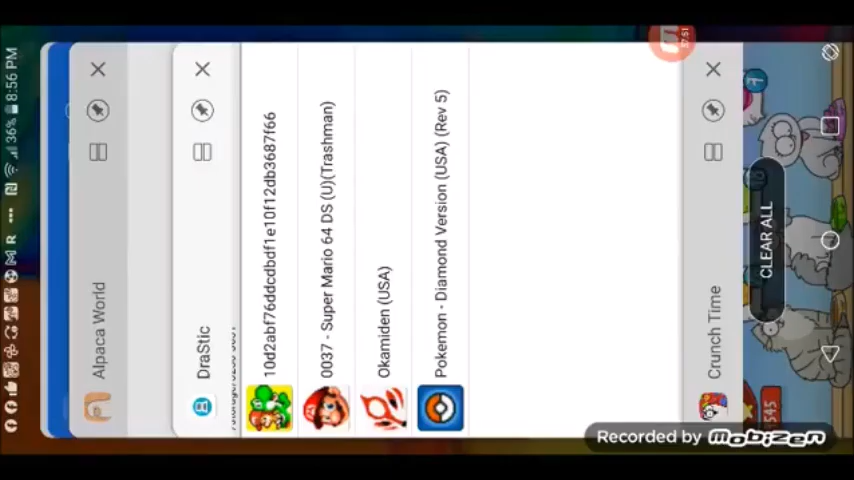 8:56 PM
36%
R
Alpaca World
DraStic
10d2abf76ddcdbdf1e10f12db3687f66
0037 - Super Mario 64 DS (U)(Trashman)
Okamiden (USA)
Pokemon - Diamond Version (USA) (Rev 5)
Crunch Time
CLEAR ALL
545
Recorded by mobizen